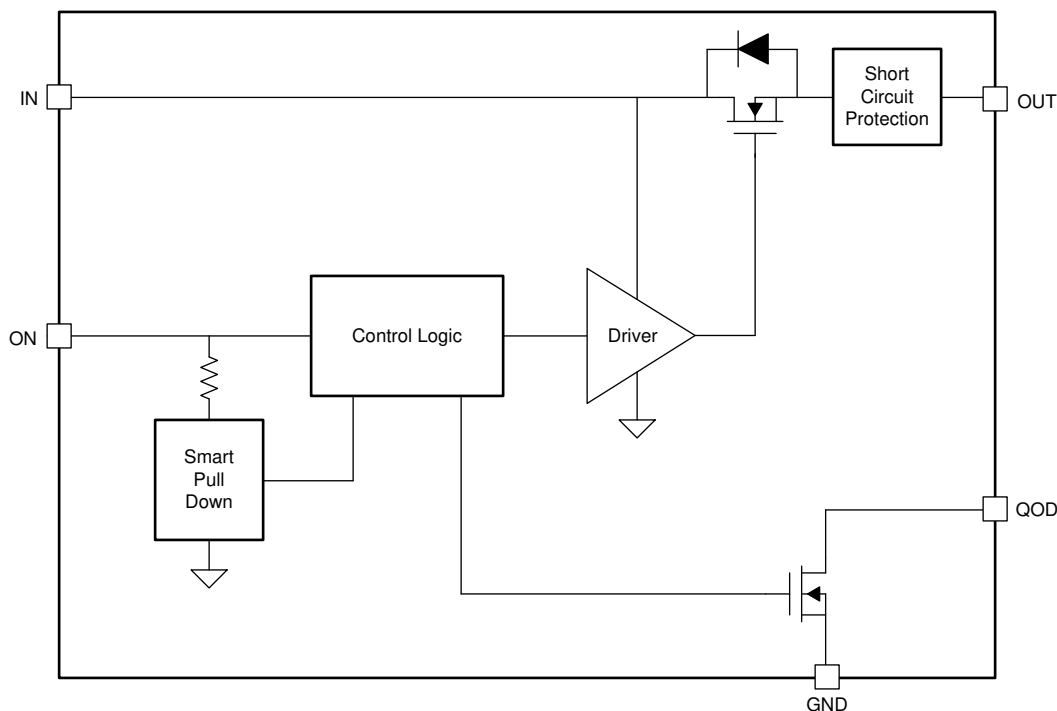 Short
Circuit
Protection
IN
OUT
ON
Control Logic
Driver
Smart
Pull
Down
QOD
GND